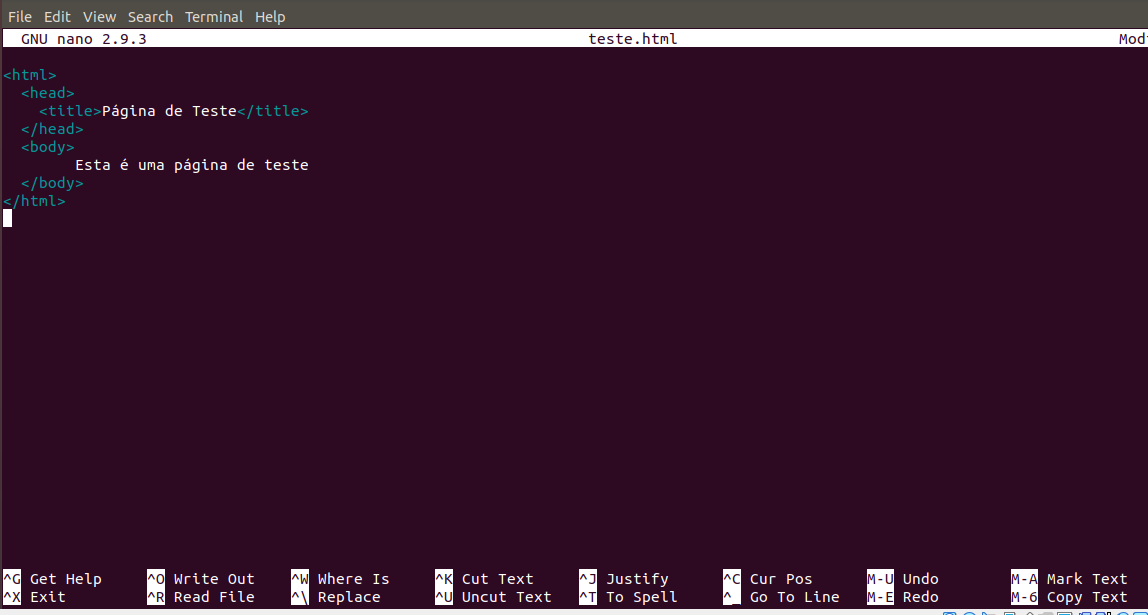 File Edit View Search Terminal Help
GNU nano 2.9.3 teste.html
<html>
<head>
<title>Página de Teste</title>
</head>
<body>
Esta é uma página de teste
</body>
</html>
^G Get Help ^O Write Out ^W Where Is ^K Cut Text ^J Justify ^C Cur Pos M-U Undo M-A Mark Text
^X Exit ^R Read File ^\ Replace ^U Uncut Text ^T To Spell ^_ Go To Line M-E Redo M-6 Copy Text